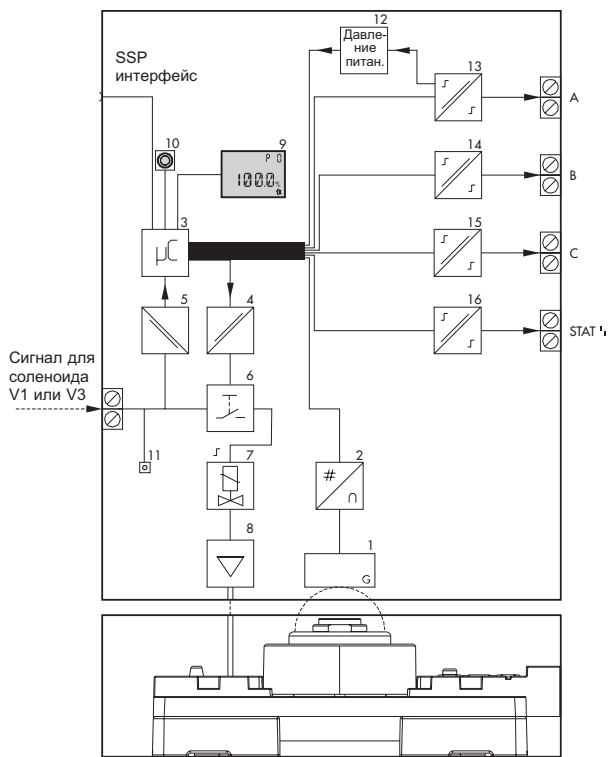 12
SSP
интерфейс
Давле-
ние
питан.
13
A
10
9
P 0
100.0%
14
B
3
µC
15
C
5
4
16
STAT
Сигнал для
соленоида
V1 или V3
6
11
7
2
#
∩
8
1
G